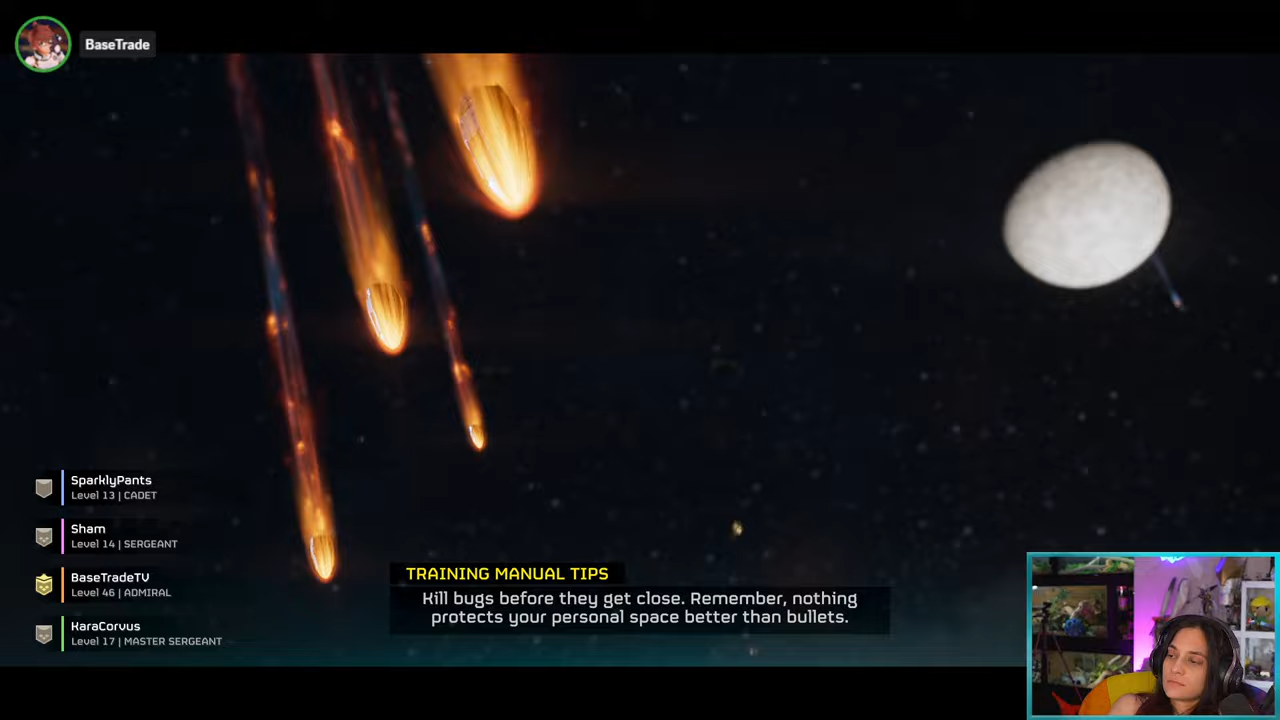 BaseTrade
SparklyPants
Level 13 | CADET
Sham
Level 14 | SERGEANT
BaseTradeTV
Level 46 | ADMIRAL
KaraCorvus
Level 17 | MASTER SERGEANT
TRAINING MANUAL TIPS
Kill bugs before they get close. Remember, nothing
protects your personal space better than bullets.